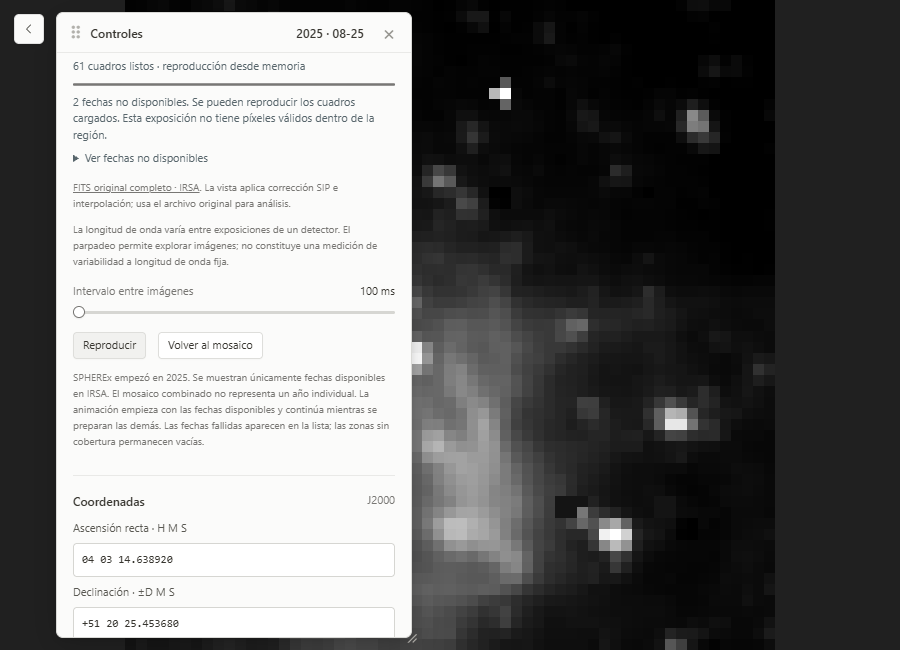 Controles
2025 · 08-25
61 cuadros listos · reproducción desde memoria
2 fechas no disponibles. Se pueden reproducir los cuadros
cargados. Esta exposición no tiene píxeles válidos dentro de la
región.
Ver fechas no disponibles
FITS original completo · IRSA. La vista aplica corrección SIP e
interpolación; usa el archivo original para análisis.
La longitud de onda varía entre exposiciones de un detector. El
parpadeo permite explorar imágenes; no constituye una medición de
variabilidad a longitud de onda fija.
Intervalo entre imágenes
100 ms
Reproducir
Volver al mosaico
SPHEREx empezó en 2025. Se muestran únicamente fechas disponibles
en IRSA. El mosaico combinado no representa un año individual. La
animación empieza con las fechas disponibles y continúa mientras se
preparan las demás. Las fechas fallidas aparecen en la lista; las zonas sin
cobertura permanecen vacías.
Coordenadas
J2000
Ascensión recta · H M S
04 03 14.638920
Declinación · ±D M S
+51 20 25.453680